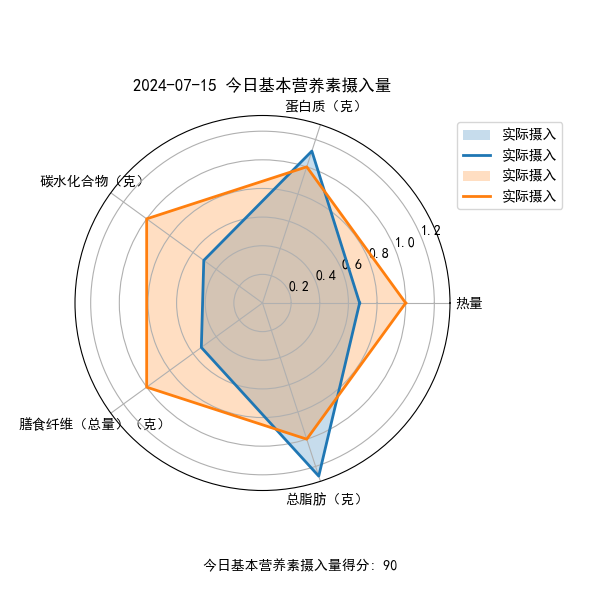 2024-07-15 今日基本营养素摄入量
蛋白质（克）
实际摄入
实际摄入
实际摄入
实际摄入
碳水化合物（克）
1.2
1.0
0.8
0.6
0.4
0.2
热量
膳食纤维（总量）（克）
总脂肪（克）
今日基本营养素摄入量得分: 90